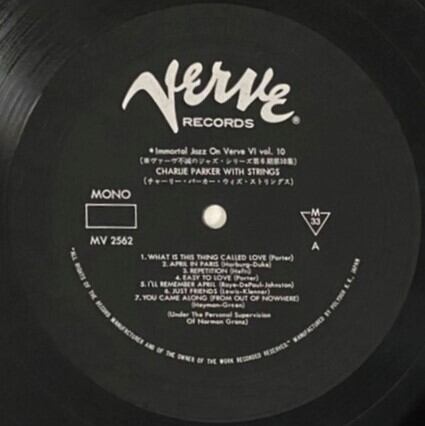 Verve
RECORDS ®
*Immortal Jazz On Verve VI vol. 10
(※ヴァーヴ不滅のジャズ・シリーズ第6期第10集)
CHARLIE PARKER WITH STRINGS
(チャーリー・パーカー・ウィズ・ストリングス)
MONO
MV 2562
M
33
A
1. WHAT IS THIS THING CALLED LOVE (Porter)
2. APRIL IN PARIS (Harburg-Duke)
3. REPETITION (Hefti)
4. EASY TO LOVE (Porter)
5. I'LL REMEMBER APRIL (Raye-DePaul-Johnston)
6. JUST FRIENDS (Lewis-Klenner)
7. YOU CAME ALONG (FROM OUT OF NOWHERE)
(Heyman-Green)
(Under The Personal Supervision
Of Norman Granz)
"ALL RIGHTS OF THE RECORD MANUFACTURER AND OF THE OWNER OF THE WORK RECORDED RESERVED." MANUFACTURED BY POLYDOR K. K., JAPAN